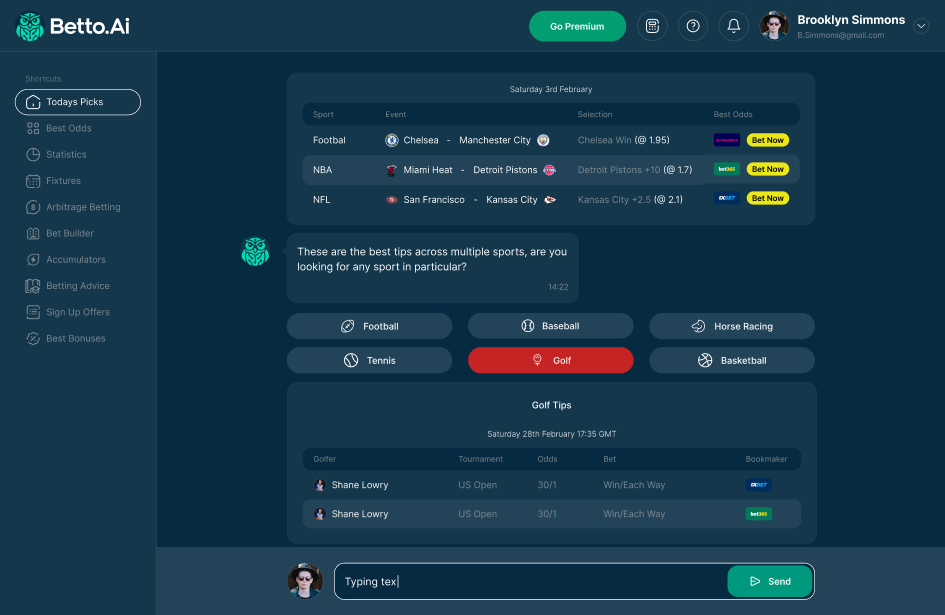 Betto.Ai
Go Premium
Brooklyn Simmons
B.Simmons@gmail.com
Shortcuts
Todays Picks
Best Odds
Statistics
Fixtures
Arbitrage Betting
Bet Builder
Accumulators
Betting Advice
Sign Up Offers
Best Bonuses
Saturday 3rd February
Sport Event Selection Best Odds
Footbal Chelsea - Manchester City Chelsea Win (@ 1.95) Bet Now
NBA Miami Heat - Detroit Pistons Detroit Pistons +10 (@ 1.7) bet365 Bet Now
NFL San Francisco - Kansas City Kansas City +2.5 (@ 2.1) 1XBET Bet Now
These are the best tips across multiple sports, are you
looking for any sport in particular?
14:22
Football Baseball Horse Racing
Tennis Golf Basketball
Golf Tips
Saturday 28th February 17:35 GMT
Golfer Tournament Odds Bet Bookmaker
Shane Lowry US Open 30/1 Win/Each Way 1XBET
Shane Lowry US Open 30/1 Win/Each Way bet365
Typing tex Send